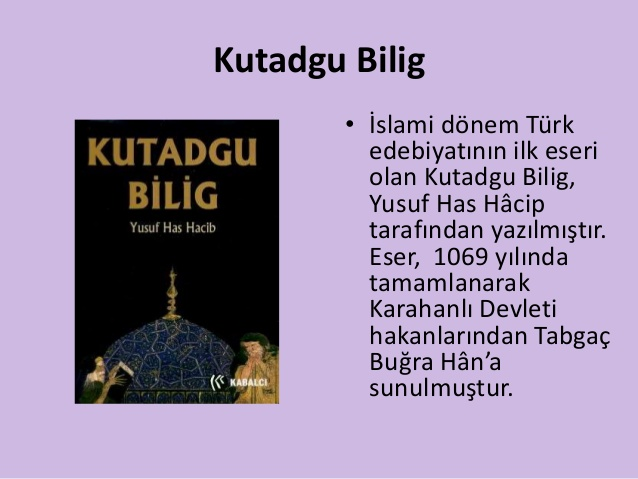 Kutadgu Bilig
KUTADGU
BİLİG
Yusuf Has Hacib
KABALCI
• İslami dönem Türk
edebiyatının ilk eseri
olan Kutadgu Bilig,
Yusuf Has Hâcip
tarafından yazılmıştır.
Eser,  1069 yılında
tamamlanarak
Karahanlı Devleti
hakanlarından Tabgaç
Buğra Hân’a
sunulmuştur.